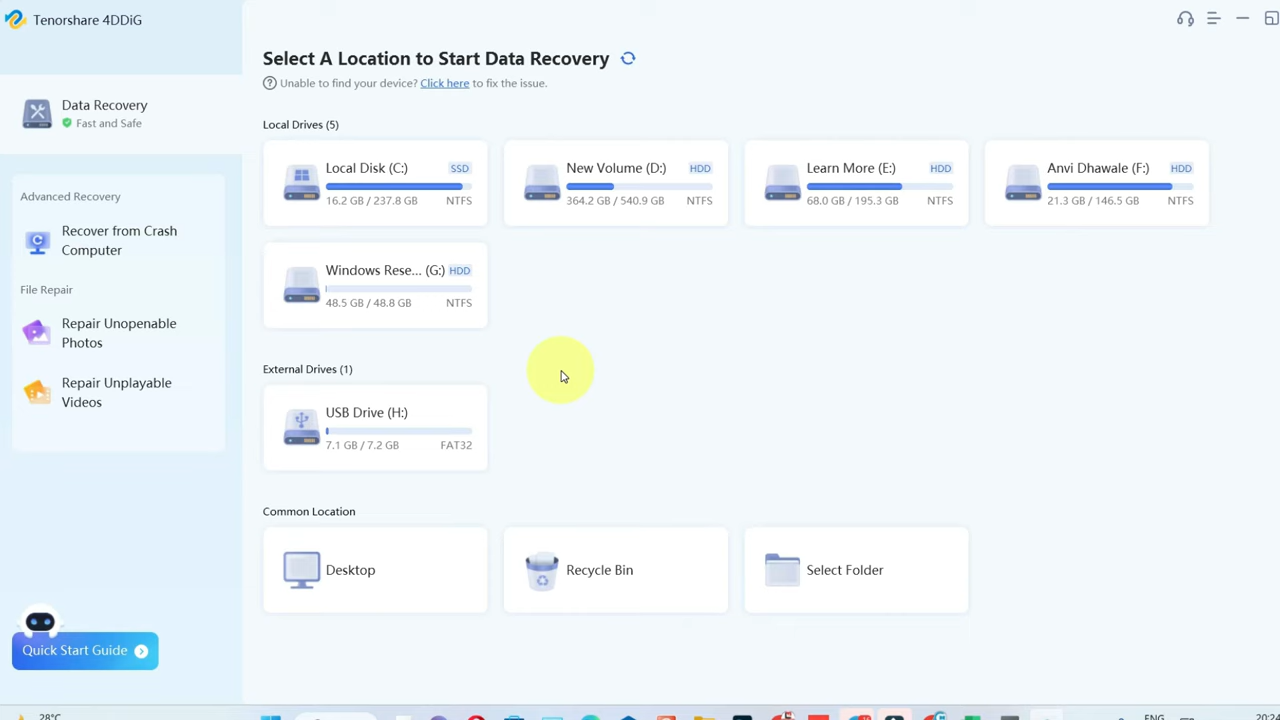 Tenorshare 4DDiG
Data Recovery
Fast and Safe
Advanced Recovery
Recover from Crash
Computer
File Repair
Repair Unopenable
Photos
Repair Unplayable
Videos
Quick Start Guide
Select A Location to Start Data Recovery
Unable to find your device? Click here to fix the issue.
Local Drives (5)
Local Disk (C:) SSD
16.2 GB / 237.8 GB NTFS
New Volume (D:) HDD
364.2 GB / 540.9 GB NTFS
Learn More (E:) HDD
68.0 GB / 195.3 GB NTFS
Anvi Dhawale (F:) HDD
21.3 GB / 146.5 GB NTFS
Windows Rese... (G:) HDD
48.5 GB / 48.8 GB NTFS
External Drives (1)
USB Drive (H:)
7.1 GB / 7.2 GB FAT32
Common Location
Desktop
Recycle Bin
Select Folder
28°C
ENG
20:24